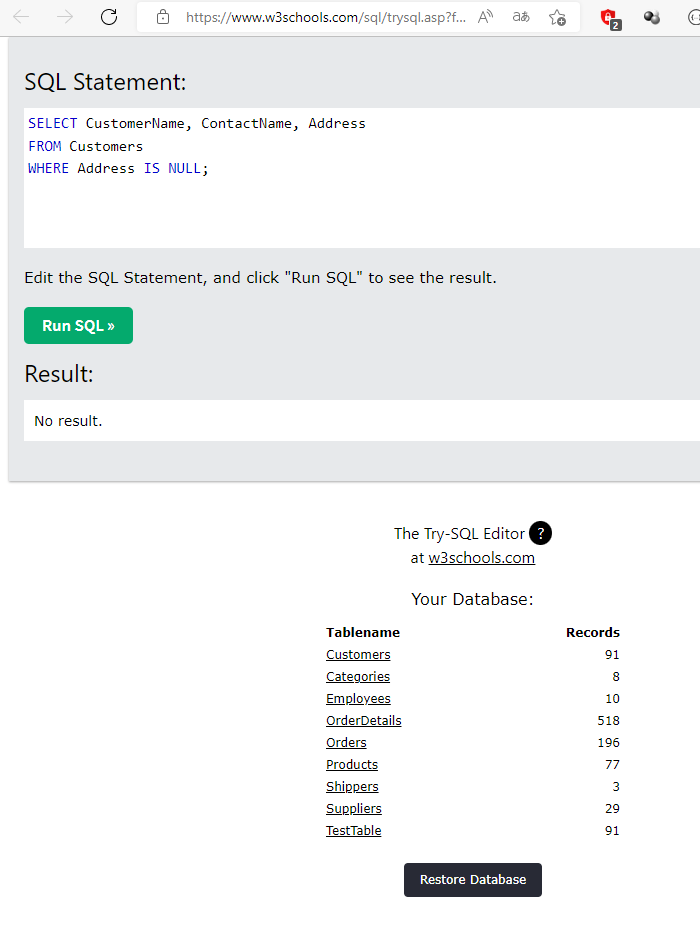 https://www.w3schools.com/sql/trysql.asp?f...
2
SQL Statement:
SELECT CustomerName, ContactName, Address
FROM Customers
WHERE Address IS NULL;
Edit the SQL Statement, and click "Run SQL" to see the result.
Run SQL »
Result:
No result.
The Try-SQL Editor ?
at w3schools.com
Your Database:
Tablename Records
Customers 91
Categories 8
Employees 10
OrderDetails 518
Orders 196
Products 77
Shippers 3
Suppliers 29
TestTable 91
Restore Database